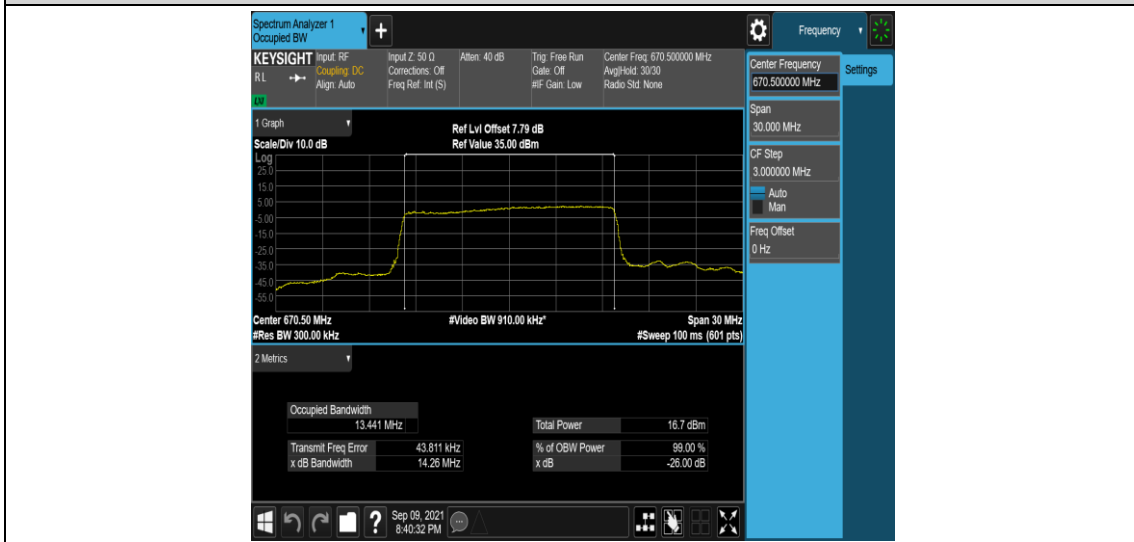 Spectrum Analyzer 1
Occupied BW
+
Frequency
KEYSIGHT
RL
LXI
Input: RF
Coupling: DC
Align: Auto
Input Z: 50 Ω
Corrections: Off
Freq Ref: Int (S)
Atten: 40 dB
Trig: Free Run
Gate: Off
#IF Gain: Low
Center Freq: 670.500000 MHz
Avg|Hold: 30/30
Radio Std: None
Center Frequency
670.500000 MHz
Settings
Span
30.000 MHz
CF Step
3.000000 MHz
Auto
Man
Freq Offset
0 Hz
1 Graph
Scale/Div 10.0 dB
Ref Lvl Offset 7.79 dB
Ref Value 35.00 dBm
Log
25.0
15.0
5.00
-5.00
-15.0
-25.0
-35.0
-45.0
-55.0
Center 670.50 MHz
#Video BW 910.00 kHz*
Span 30 MHz
#Res BW 300.00 kHz
#Sweep 100 ms (601 pts)
2 Metrics
Occupied Bandwidth
13.441 MHz
Total Power 16.7 dBm
Transmit Freq Error 43.811 kHz
% of OBW Power 99.00 %
x dB Bandwidth 14.26 MHz
x dB -26.00 dB
?
Sep 09, 2021
8:40:32 PM